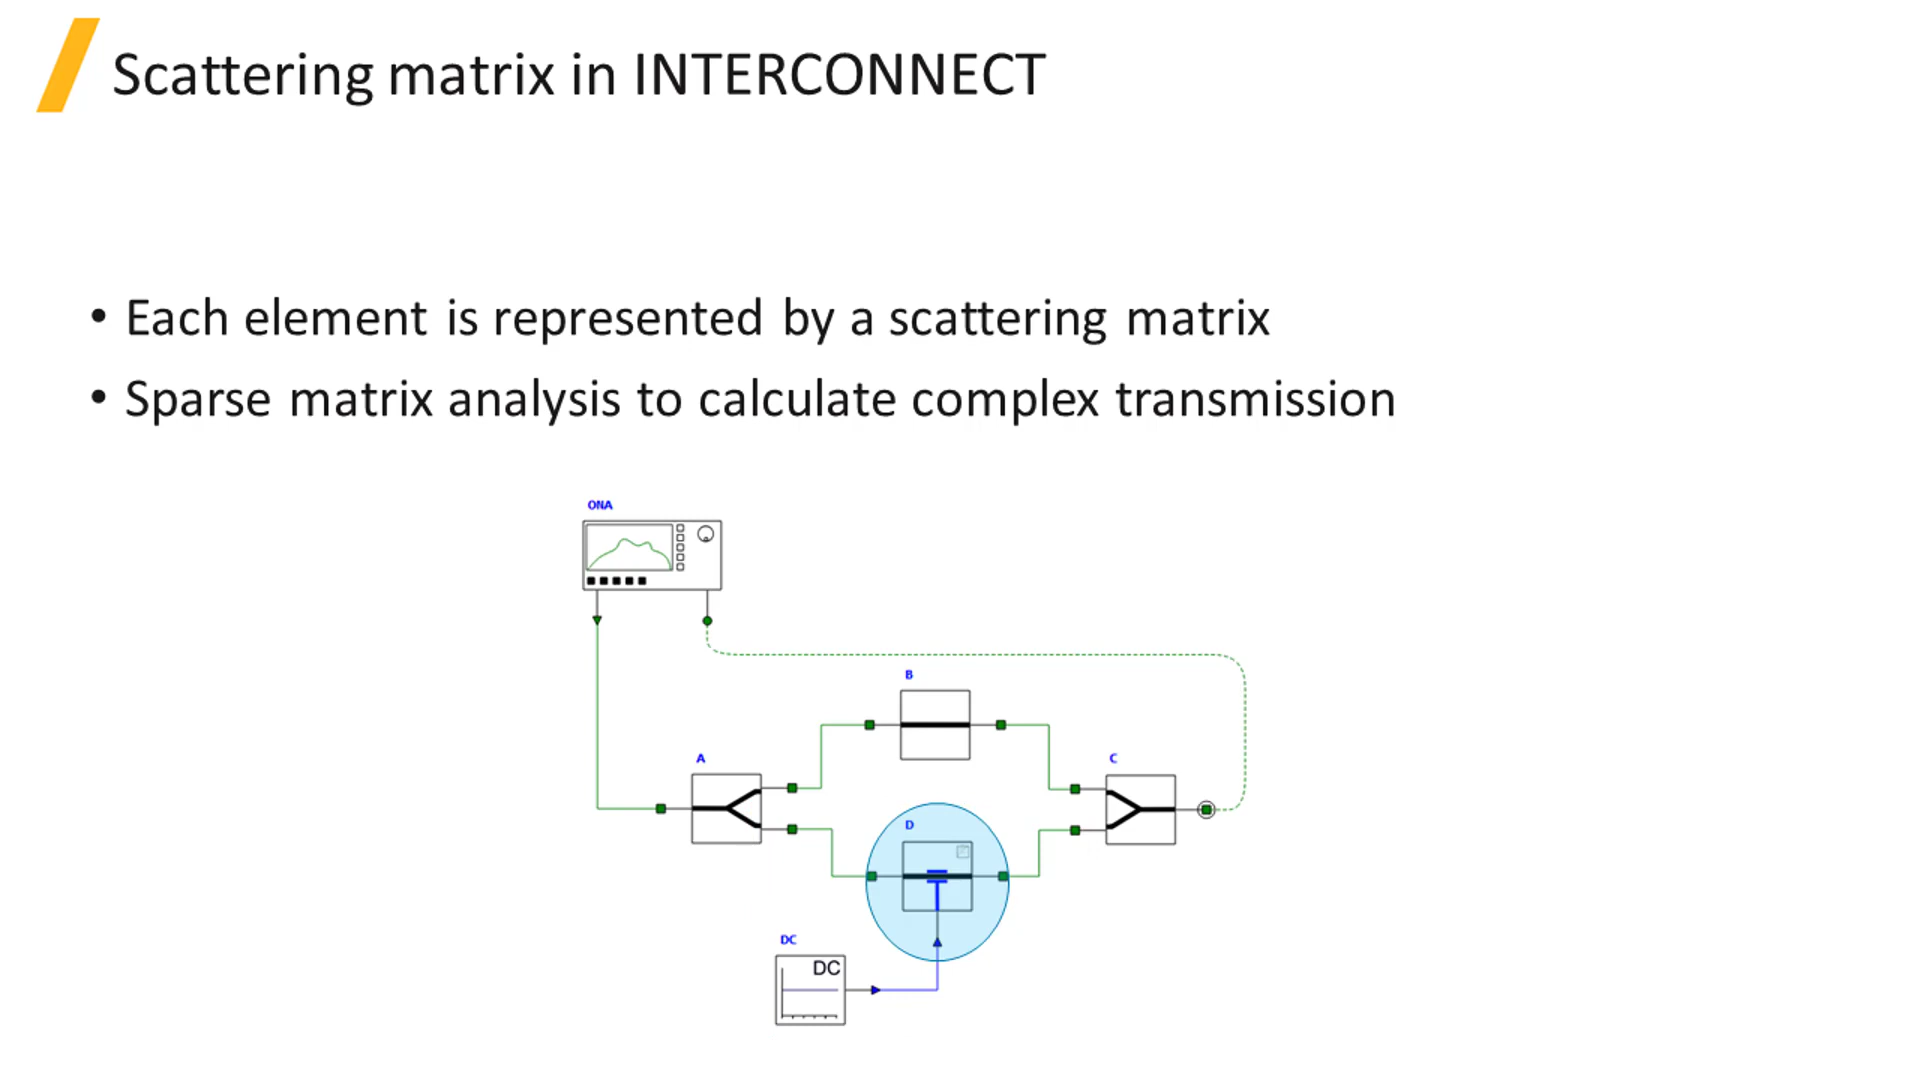 Scattering matrix in INTERCONNECT
• Each element is represented by a scattering matrix
• Sparse matrix analysis to calculate complex transmission
ONA
B
A
C
D
DC
DC